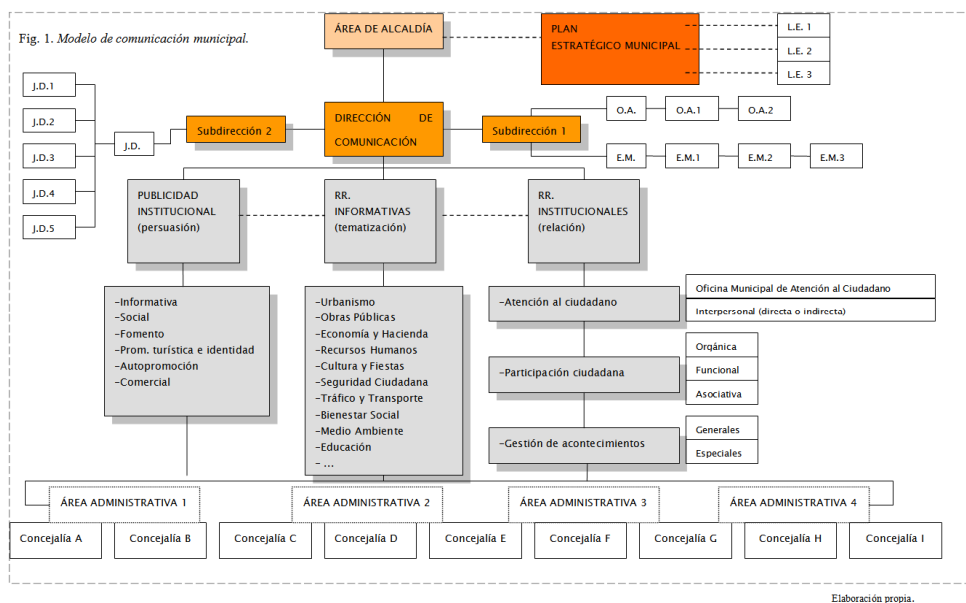 Fig. 1. Modelo de comunicación municipal.
ÁREA DE ALCALDÍA
PLAN
ESTRATÉGICO MUNICIPAL
L.E. 1
L.E. 2
L.E. 3
J.D.1
J.D.2
J.D.3
J.D.4
J.D.5
J.D.
Subdirección 2
DIRECCIÓN DE
COMUNICACIÓN
Subdirección 1
O.A.
O.A.1
O.A.2
E.M.
E.M.1
E.M.2
E.M.3
PUBLICIDAD
INSTITUCIONAL
(persuasión)
RR.
INFORMATIVAS
(tematización)
RR.
INSTITUCIONALES
(relación)
-Informativa
-Social
-Fomento
-Prom. turística e identidad
-Autopromoción
-Comercial
-Urbanismo
-Obras Públicas
-Economía y Hacienda
-Recursos Humanos
-Cultura y Fiestas
-Seguridad Ciudadana
-Tráfico y Transporte
-Bienestar Social
-Medio Ambiente
-Educación
- ...
-Atención al ciudadano
Oficina Municipal de Atención al Ciudadano
Interpersonal (directa o indirecta)
-Participación ciudadana
Orgánica
Funcional
Asociativa
-Gestión de acontecimientos
Generales
Especiales
ÁREA ADMINISTRATIVA 1
ÁREA ADMINISTRATIVA 2
ÁREA ADMINISTRATIVA 3
ÁREA ADMINISTRATIVA 4
Concejalía A
Concejalía B
Concejalía C
Concejalía D
Concejalía E
Concejalía F
Concejalía G
Concejalía H
Concejalía I
Elaboración propia.